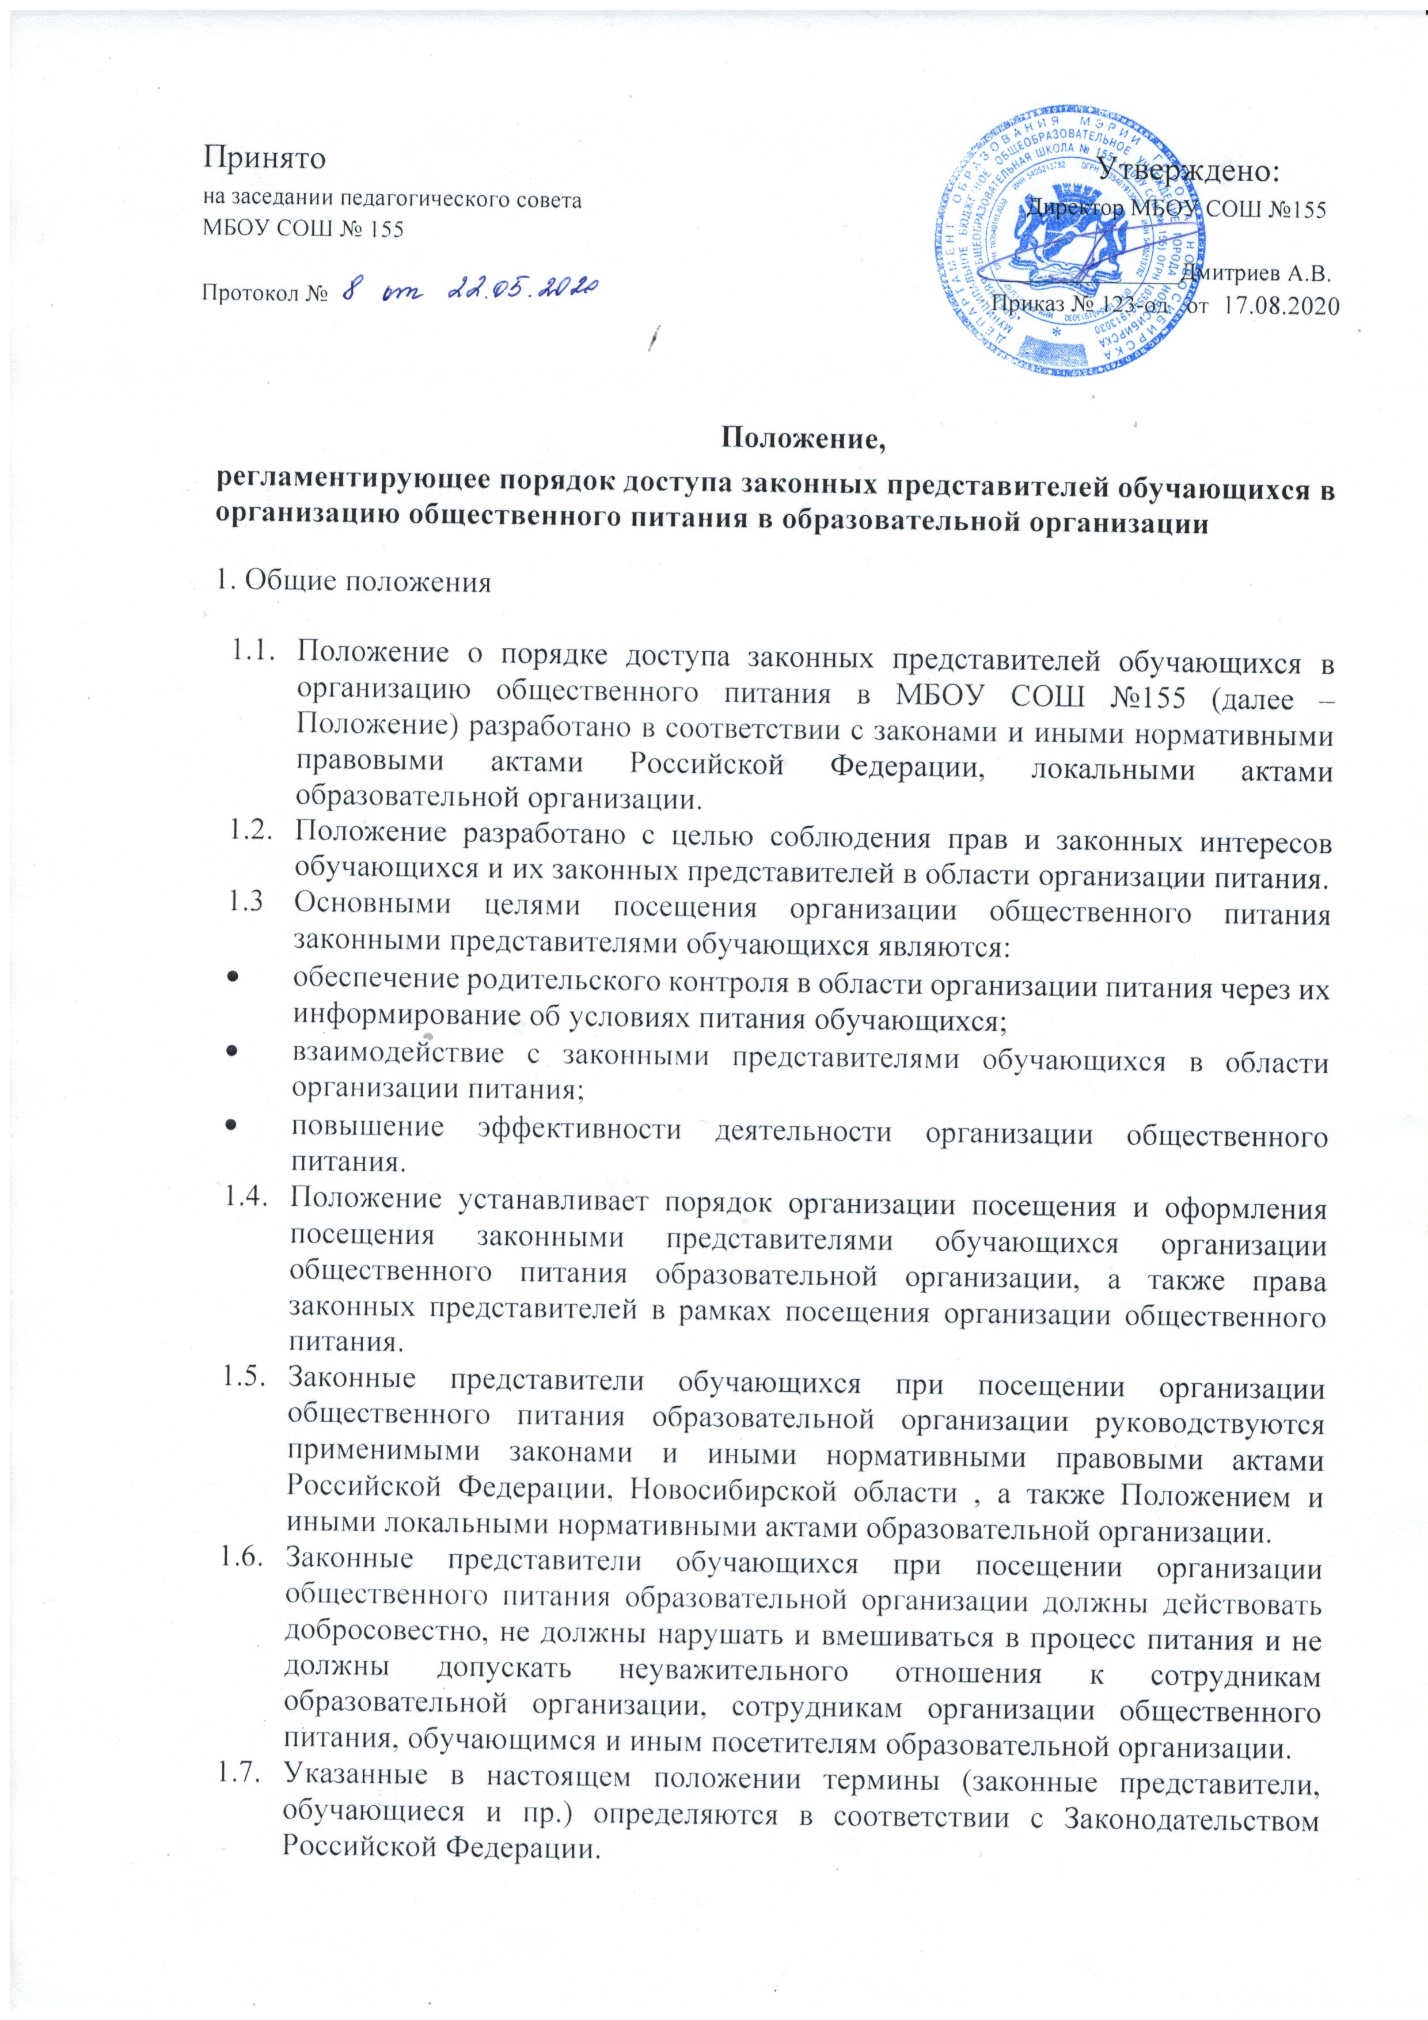 Принято
на заседании педагогического совета
МБОУ СОШ № 155
Протокол № 8 от 22.05.2020
Утверждено:
Директор МБОУ СОШ №155
Дмитриев А.В.
Приказ № 123-од от 17.08.2020
Положение,
регламентирующее порядок доступа законных представителей обучающихся в
организацию общественного питания в образовательной организации
1. Общие положения
1.1. Положение о порядке доступа законных представителей обучающихся в
организацию общественного питания в МБОУ СОШ №155 (далее –
Положение) разработано в соответствии с законами и иными нормативными
правовыми актами Российской Федерации, локальными актами
образовательной организации.
1.2. Положение разработано с целью соблюдения прав и законных интересов
обучающихся и их законных представителей в области организации питания.
1.3 Основными целями посещения организации общественного питания
законными представителями обучающихся являются:
• обеспечение родительского контроля в области организации питания через их
информирование об условиях питания обучающихся;
• взаимодействие с законными представителями обучающихся в области
организации питания;
• повышение эффективности деятельности организации общественного
питания.
1.4. Положение устанавливает порядок организации посещения и оформления
посещения законными представителями обучающихся организации
общественного питания образовательной организации, а также права
законных представителей в рамках посещения организации общественного
питания.
1.5. Законные представители обучающихся при посещении организации
общественного питания образовательной организации руководствуются
применимыми законами и иными нормативными правовыми актами
Российской Федерации, Новосибирской области , а также Положением и
иными локальными нормативными актами образовательной организации.
1.6. Законные представители обучающихся при посещении организации
общественного питания образовательной организации должны действовать
добросовестно, не должны нарушать и вмешиваться в процесс питания и не
должны допускать неуважительного отношения к сотрудникам
образовательной организации, сотрудникам организации общественного
питания, обучающимся и иным посетителям образовательной организации.
1.7. Указанные в настоящем положении термины (законные представители,
обучающиеся и пр.) определяются в соответствии с Законодательством
Российской Федерации.
ДЕПАРТАМЕНТ ОБРАЗОВАНИЯ МЭРИИ ГОРОДА НОВОСИБИРСКА